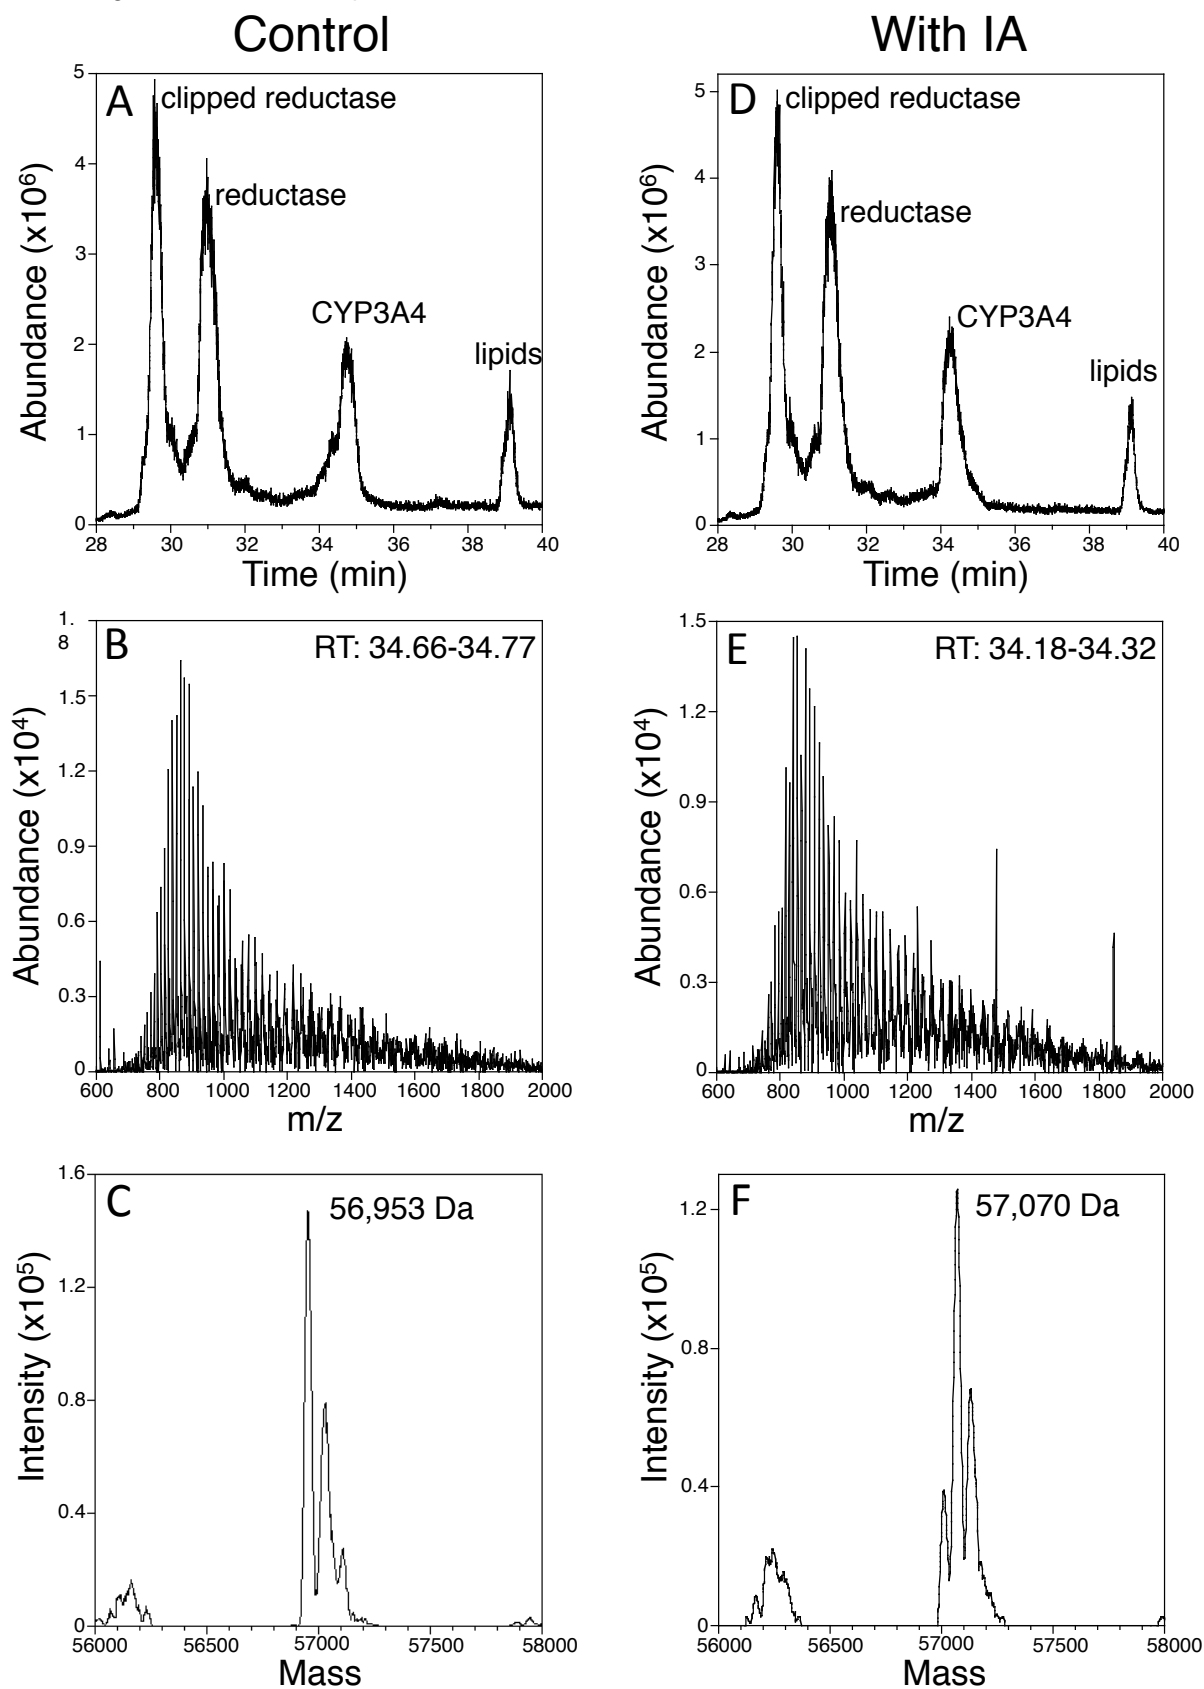 Control
With IA
A
clipped reductase
reductase
CYP3A4
lipids
5
4
3
2
1
0
Abundance (x10⁶)
28 30 32 34 36 38 40
Time (min)
D
clipped reductase
reductase
CYP3A4
lipids
5
4
3
2
1
0
Abundance (x10⁶)
28 30 32 34 36 38 40
Time (min)
B
RT: 34.66-34.77
1.
8
1.5
1.2
0.9
0.6
0.3
0
Abundance (x10⁴)
600 800 1000 1200 1400 1600 1800 2000
m/z
E
RT: 34.18-34.32
1.5
1.2
0.9
0.6
0.3
0
Abundance (x10⁴)
600 800 1000 1200 1400 1600 1800 2000
m/z
C
56,953 Da
1.6
1.2
0.8
0.4
0
Intensity (x10⁵)
56000 56500 57000 57500 58000
Mass
F
57,070 Da
1.2
0.8
0.4
0
Intensity (x10⁵)
56000 56500 57000 57500 58000
Mass